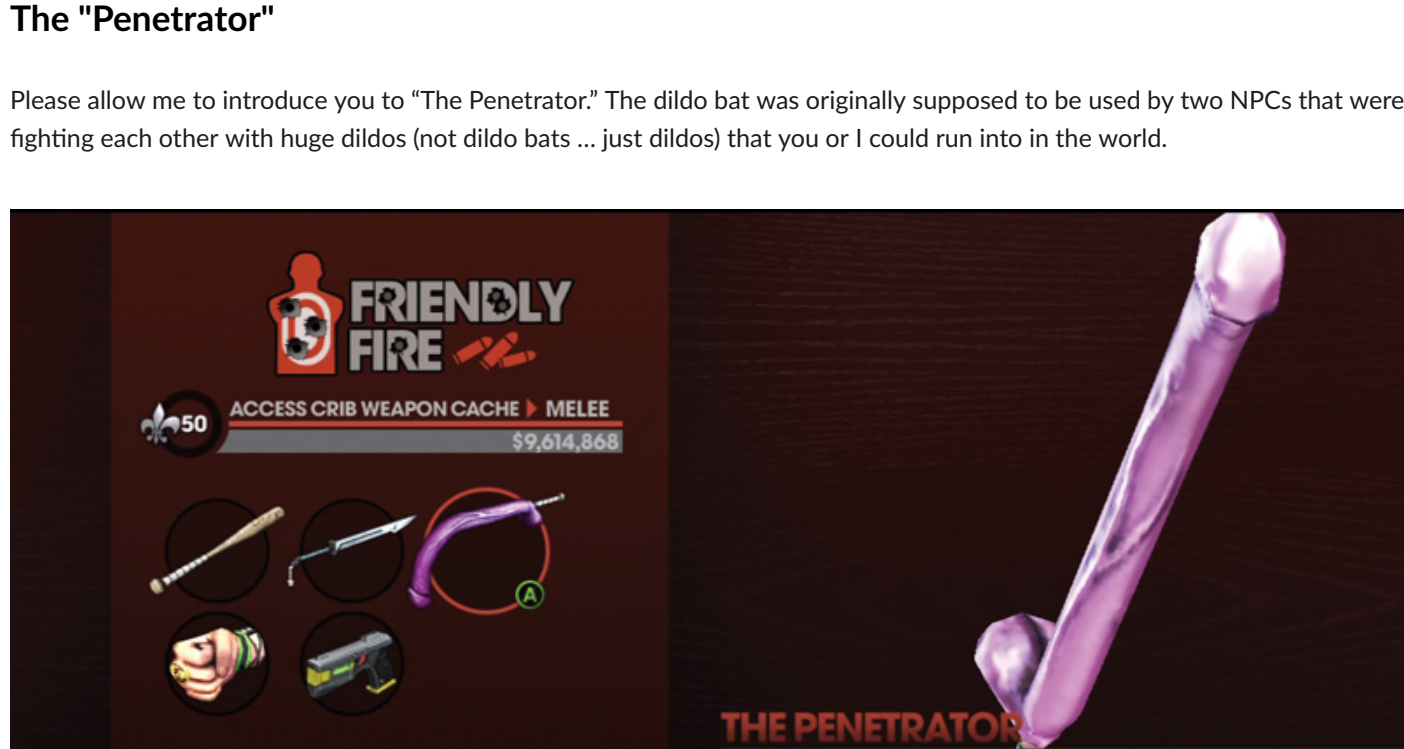 The "Penetrator"
Please allow me to introduce you to “The Penetrator.” The dildo bat was originally supposed to be used by two NPCs that were
fighting each other with huge dildos (not dildo bats ... just dildos) that you or I could run into in the world.
FRIENDLY
FIRE
50
ACCESS CRIB WEAPON CACHE MELEE
$9,614,868
A
THE PENETRATOR